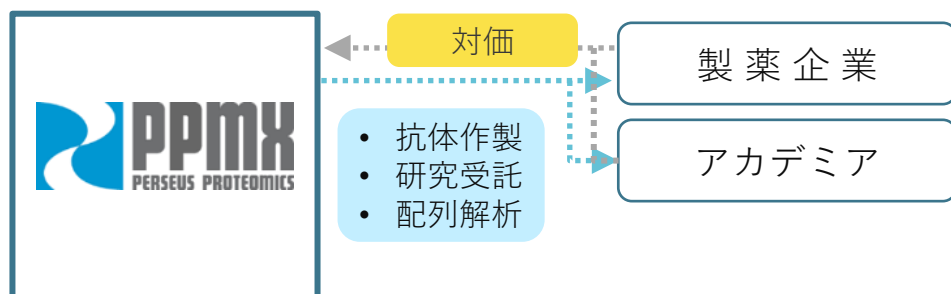 対価
製薬企業
PPMX
PERSEUS PROTEOMICS
• 抗体作製
• 研究受託
• 配列解析
アカデミア